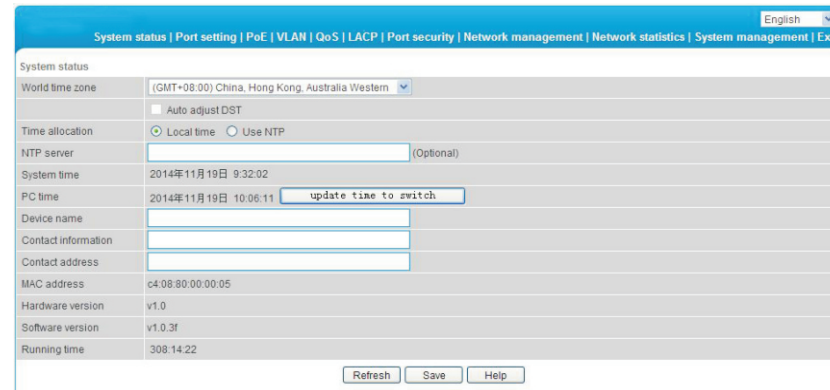 English
System status | Port setting | PoE | VLAN | QoS | LACP | Port security | Network management | Network statistics | System management | Ex
System status
World time zone (GMT+08:00) China, Hong Kong, Australia Western
Auto adjust DST
Time allocation Local time Use NTP
NTP server (Optional)
System time 2014年11月19日 9:32:02
PC time 2014年11月19日 10:06:11 update time to switch
Device name
Contact information
Contact address
MAC address c4:08:80:00:00:05
Hardware version v1.0
Software version v1.0.3f
Running time 308:14:22
Refresh Save Help